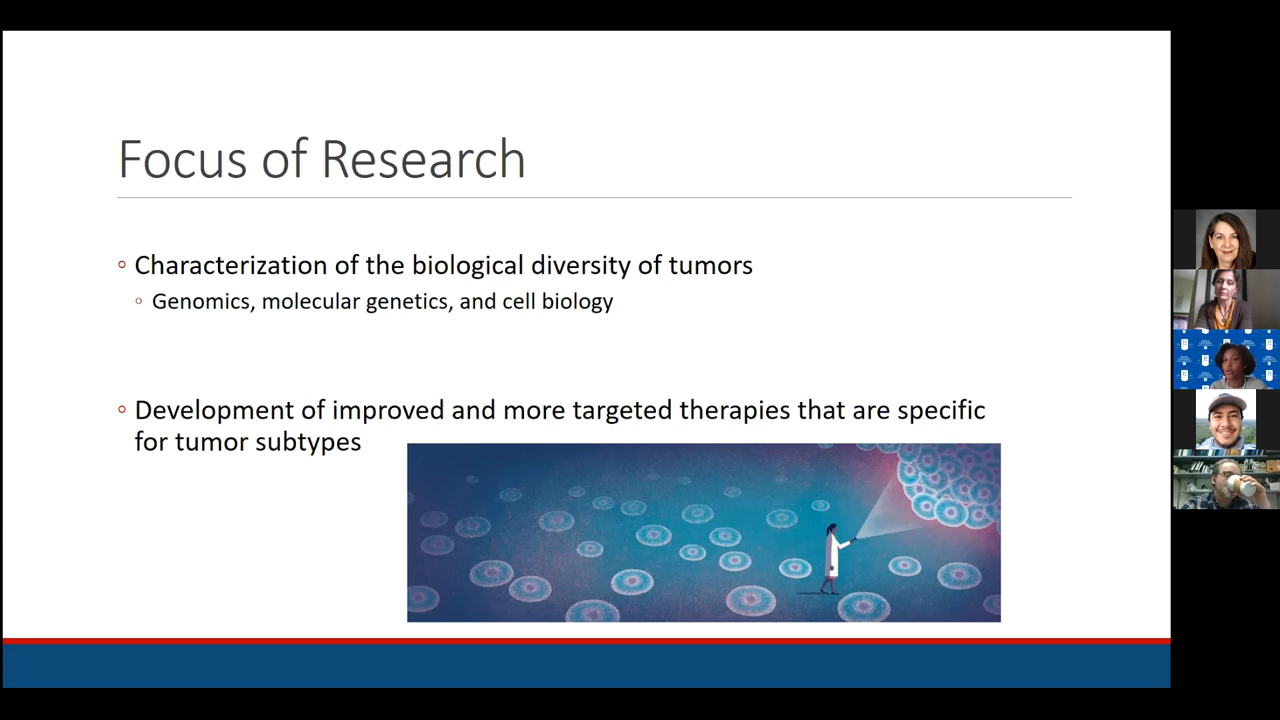 Focus of Research
Characterization of the biological diversity of tumors
Genomics, molecular genetics, and cell biology
Development of improved and more targeted therapies that are specific
for tumor subtypes